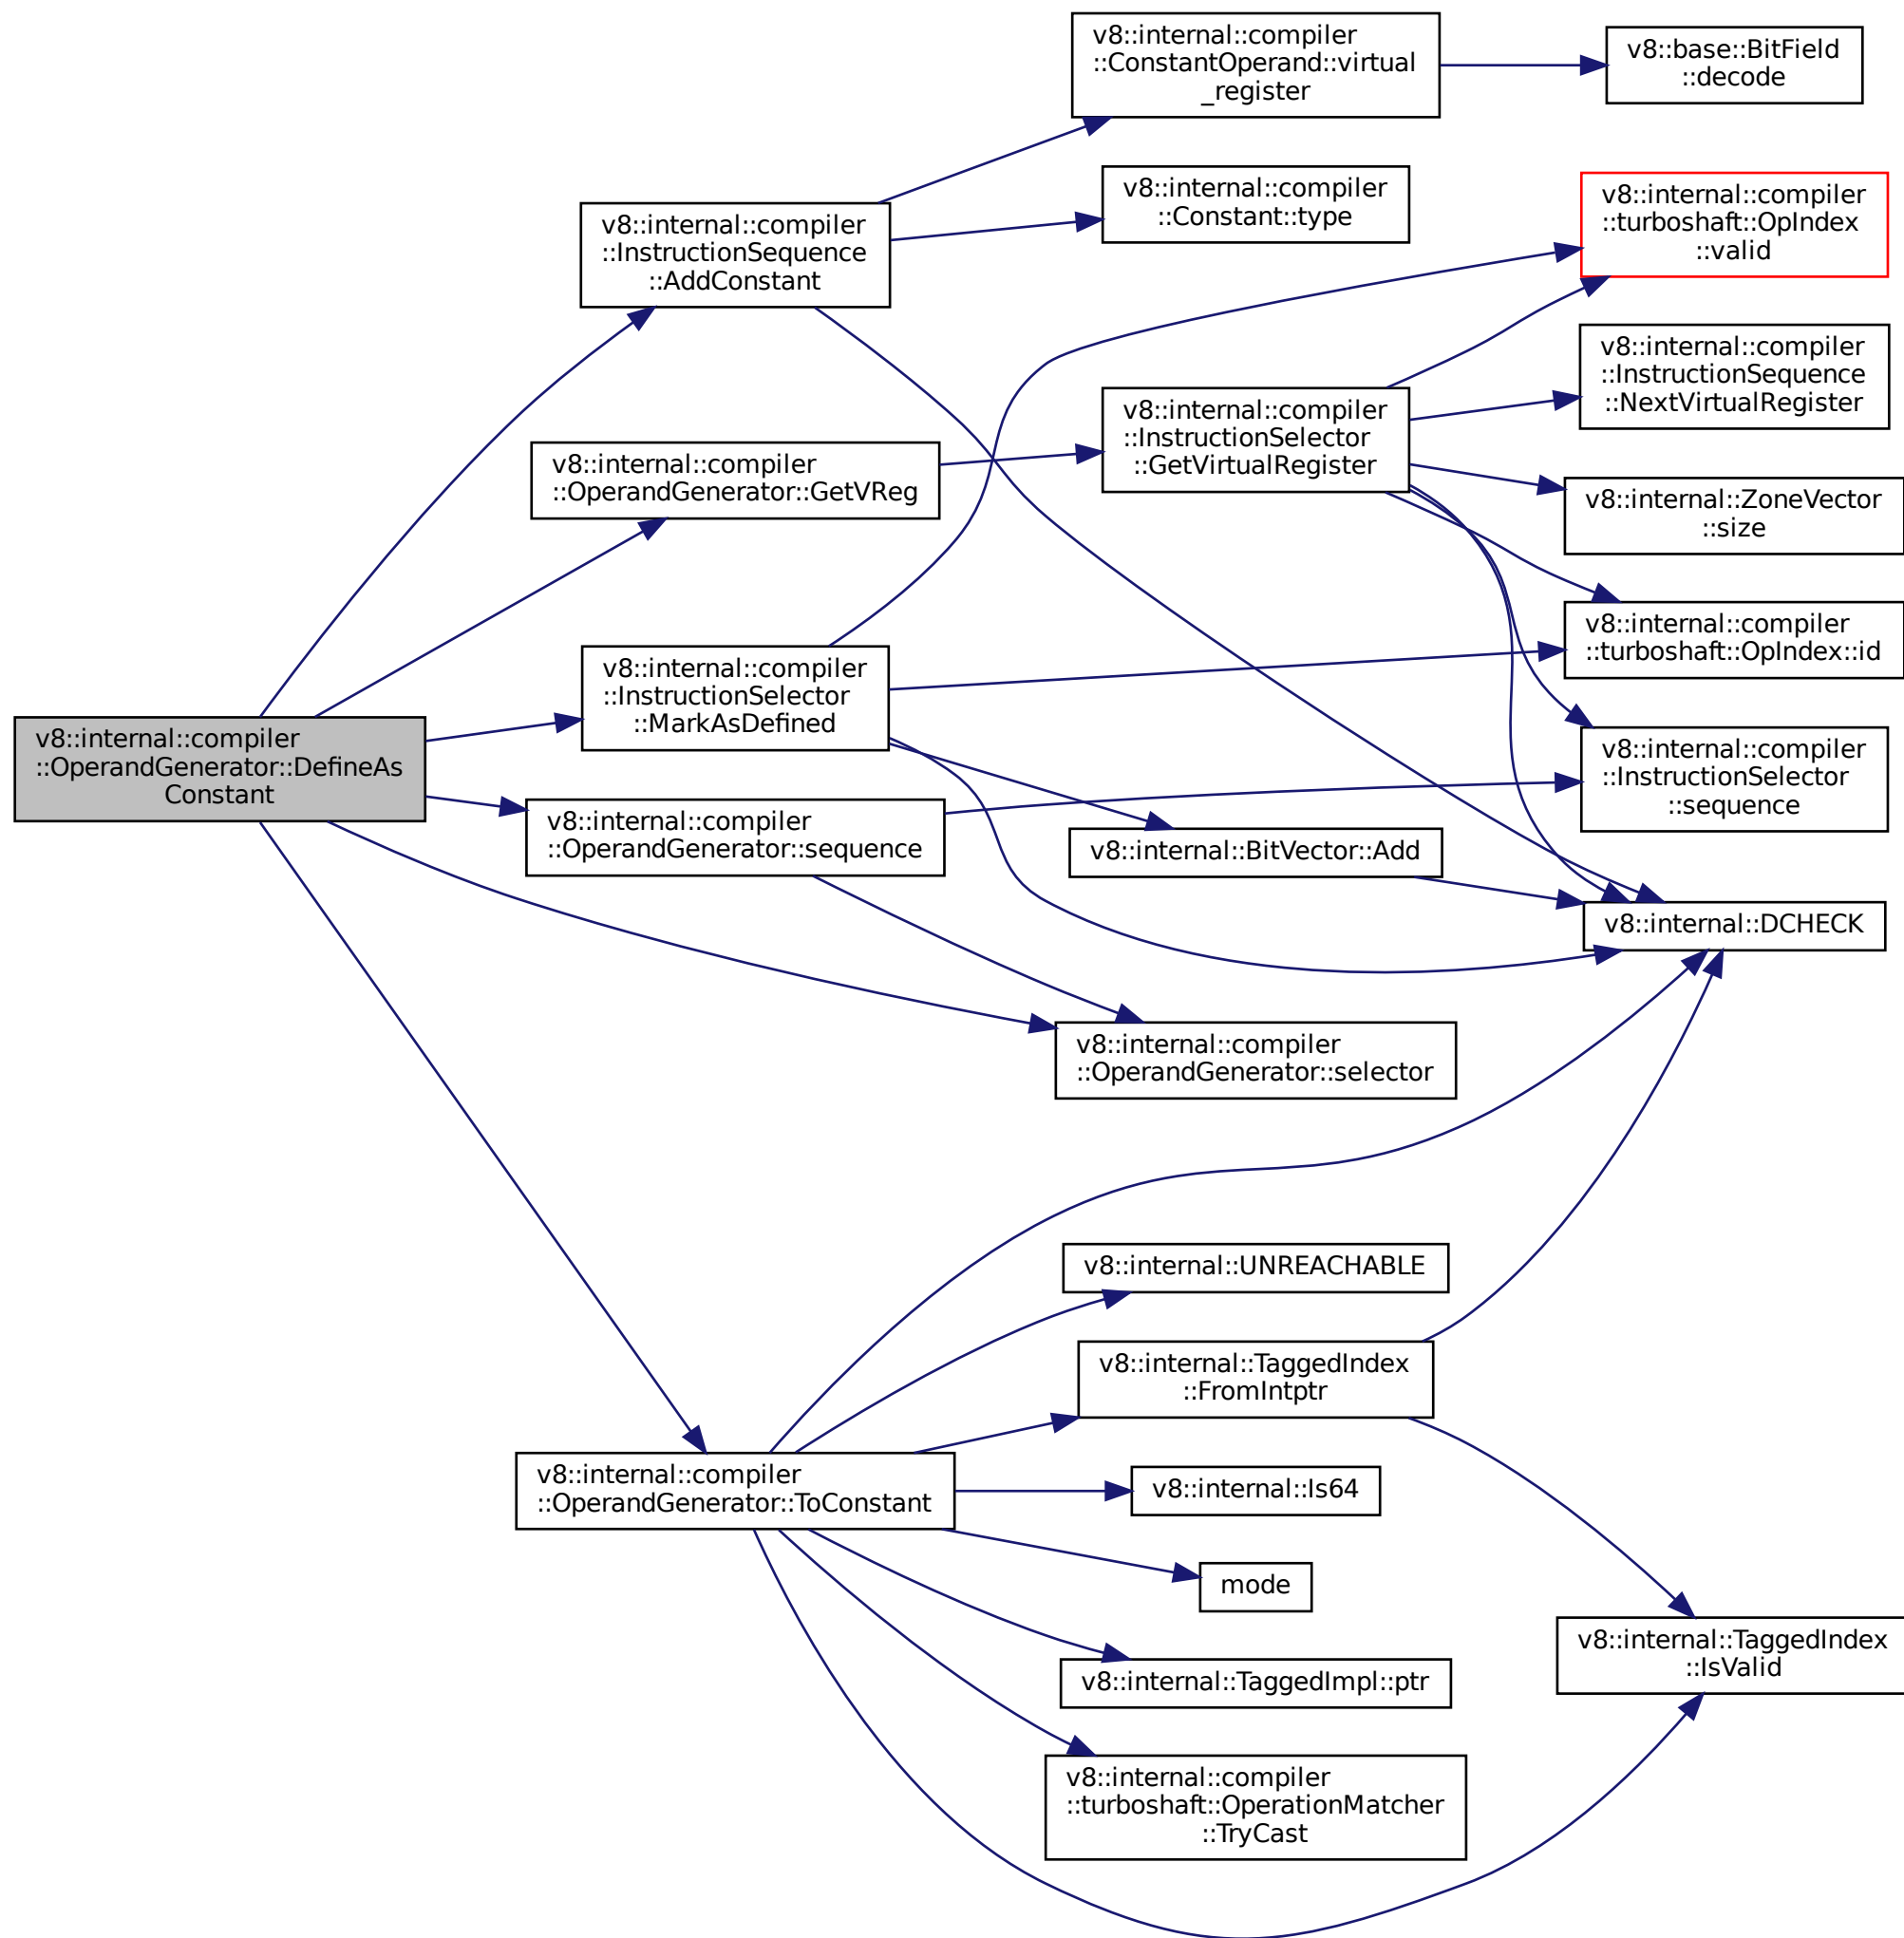 v8::internal::compiler
::ConstantOperand::virtual
_register
v8::base::BitField
::decode
v8::internal::compiler
::Constant::type
v8::internal::compiler
::turboshaft::OpIndex
::valid
v8::internal::compiler
::InstructionSequence
::AddConstant
v8::internal::compiler
::InstructionSequence
::NextVirtualRegister
v8::internal::compiler
::InstructionSelector
::GetVirtualRegister
v8::internal::compiler
::OperandGenerator::GetVReg
v8::internal::ZoneVector
::size
v8::internal::compiler
::turboshaft::OpIndex::id
v8::internal::compiler
::InstructionSelector
::MarkAsDefined
v8::internal::compiler
::OperandGenerator::DefineAs
Constant
v8::internal::compiler
::InstructionSelector
::sequence
v8::internal::compiler
::OperandGenerator::sequence
v8::internal::BitVector::Add
v8::internal::DCHECK
v8::internal::compiler
::OperandGenerator::selector
v8::internal::UNREACHABLE
v8::internal::TaggedIndex
::FromIntptr
v8::internal::compiler
::OperandGenerator::ToConstant
v8::internal::Is64
mode
v8::internal::TaggedIndex
::IsValid
v8::internal::TaggedImpl::ptr
v8::internal::compiler
::turboshaft::OperationMatcher
::TryCast